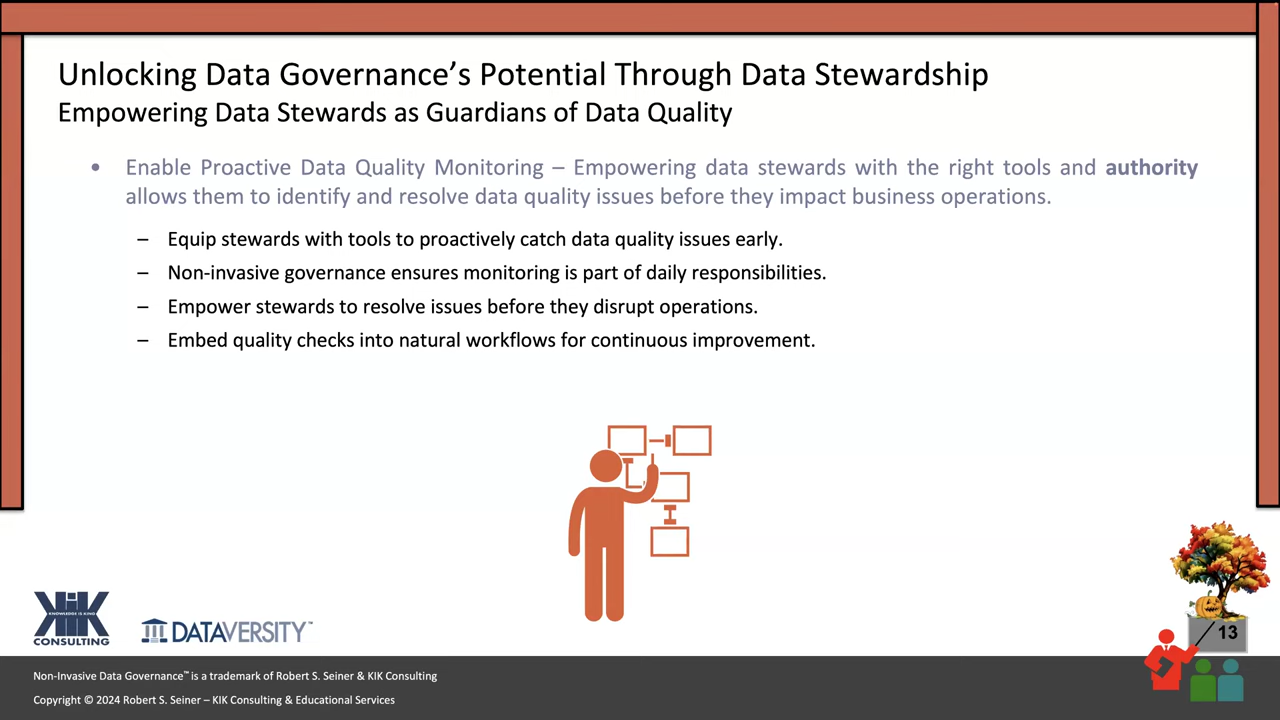 Unlocking Data Governance’s Potential Through Data Stewardship
Empowering Data Stewards as Guardians of Data Quality
• Enable Proactive Data Quality Monitoring – Empowering data stewards with the right tools and authority
allows them to identify and resolve data quality issues before they impact business operations.
– Equip stewards with tools to proactively catch data quality issues early.
– Non-invasive governance ensures monitoring is part of daily responsibilities.
– Empower stewards to resolve issues before they disrupt operations.
– Embed quality checks into natural workflows for continuous improvement.
KIK
KNOWLEDGE IS KING
CONSULTING
DATAVERSITY™
13
Non-Invasive Data Governance™ is a trademark of Robert S. Seiner & KIK Consulting
Copyright © 2024 Robert S. Seiner – KIK Consulting & Educational Services